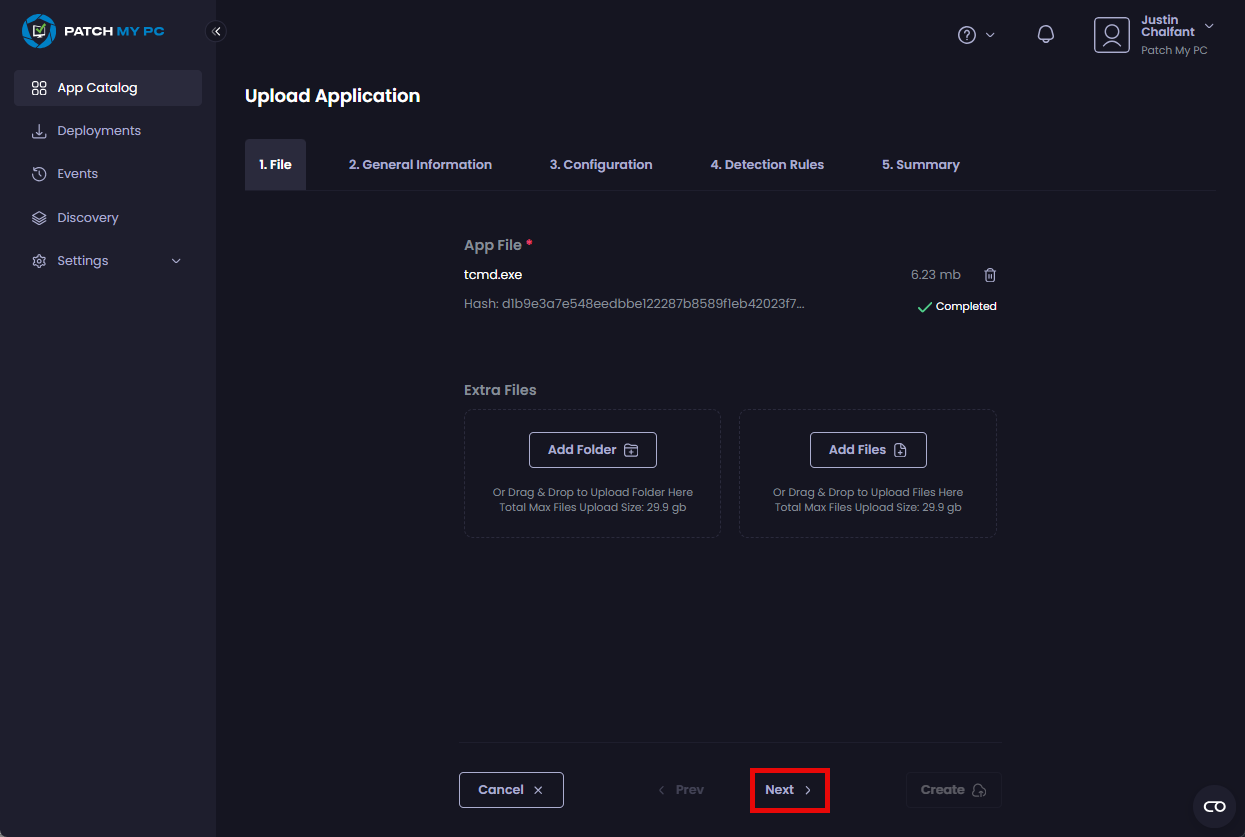 PATCH MY PC
Justin
Chalfant
Patch My PC
App Catalog
Deployments
Events
Discovery
Settings
Upload Application
1. File
2. General Information
3. Configuration
4. Detection Rules
5. Summary
App File *
tcmd.exe
6.23 mb
Hash: d1b9e3a7e548eedbbe122287b8589f1eb42023f7...
Completed
Extra Files
Add Folder
Or Drag & Drop to Upload Folder Here
Total Max Files Upload Size: 29.9 gb
Add Files
Or Drag & Drop to Upload Files Here
Total Max Files Upload Size: 29.9 gb
Cancel
Prev
Next
Create